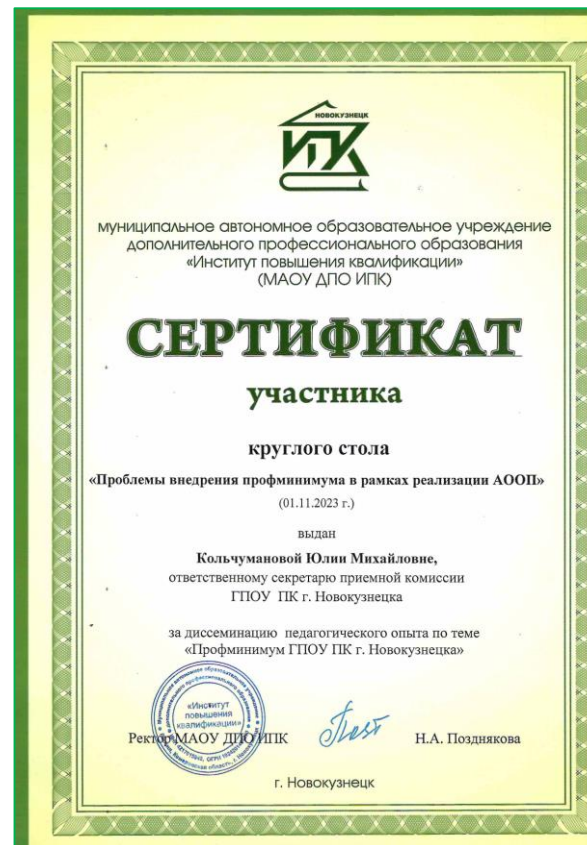 НОВОКУЗНЕЦК
ИПК
муниципальное автономное образовательное учреждение
дополнительного профессионального образования
«Институт повышения квалификации»
(МАОУ ДПО ИПК)
СЕРТИФИКАТ
участника
круглого стола
«Проблемы внедрения профминимума в рамках реализации АООП»
(01.11.2023 г.)
выдан
Кольчумановой Юлии Михайловне,
ответственному секретарю приемной комиссии
ГПОУ ПК г. Новокузнецка
за диссеминацию педагогического опыта по теме
«Профминимум ГПОУ ПК г. Новокузнецка»
«Институт
повышения
квалификации»
Ректор МАОУ ДПО ИПК
Н.А. Позднякова
г. Новокузнецк